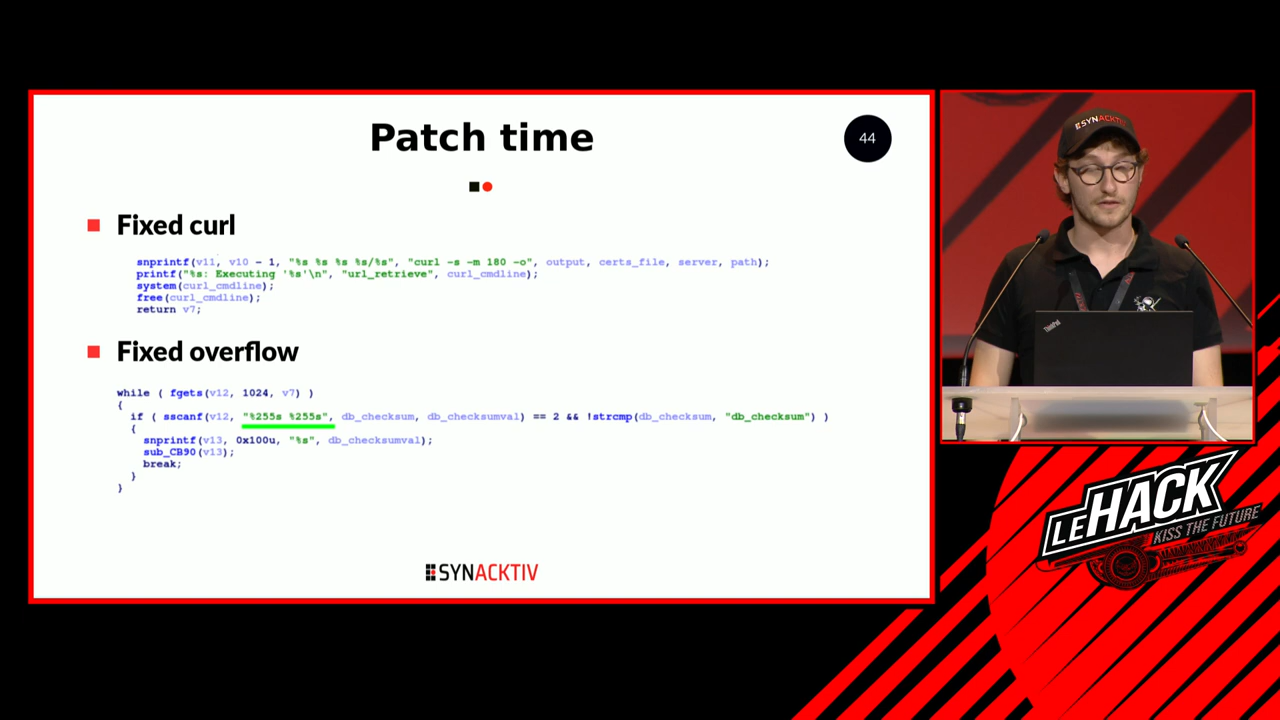 Patch time
44
Fixed curl
snprintf(v11, v10 - 1, "%s %s %s %s/%s", "curl -s -m 180 -o", output, certs_file, server, path);
printf("%s: Executing '%s'\n", "url_retrieve", curl_cmdline);
system(curl_cmdline);
free(curl_cmdline);
return v7;
Fixed overflow
while ( fgets(v12, 1024, v7) )
{
if ( sscanf(v12, "%255s %255s", db_checksum, db_checksumval) == 2 && !strcmp(db_checksum, "db_checksum") )
{
snprintf(v13, 0x100u, "%s", db_checksumval);
sub_CB90(v13);
break;
}
}
SYNACKTIV
SYNACKTIV
ThinkPad
LEHACK
KISS THE FUTURE